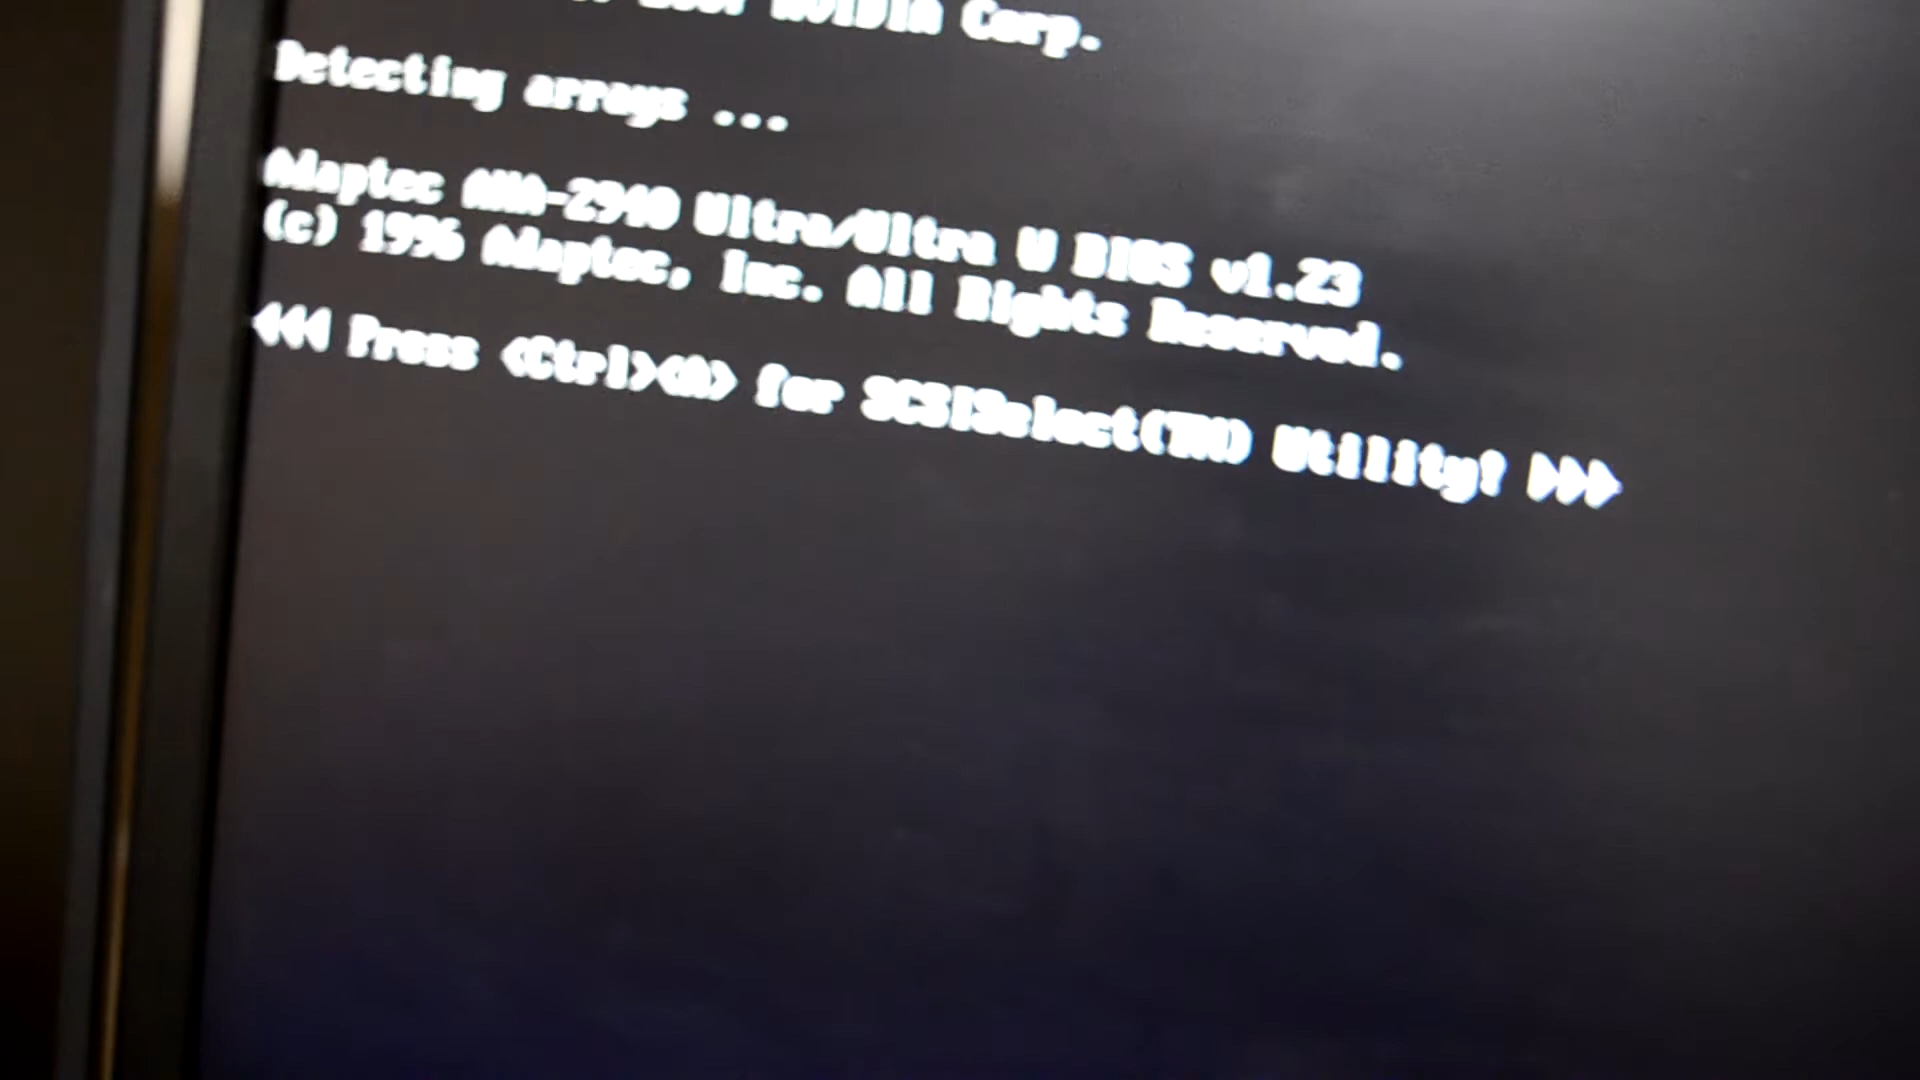 NVIDIA Corp.
Detecting arrays ...
Adaptec AHA-2940 Ultra/Ultra W BIOS v1.23
(c) 1996 Adaptec, Inc. All Rights Reserved.
◄◄◄ Press <Ctrl><A> for SCSISelect(TM) Utility! ►►►